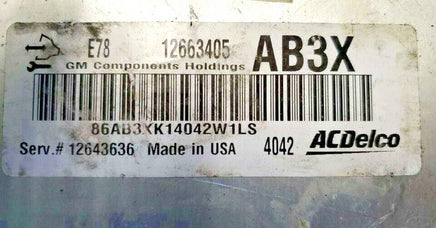 E78 12663405 AB3X
GM Components Holdings
86AB3XK14042W1LS
Serv.# 12643636 Made in USA 4042 ACDelco